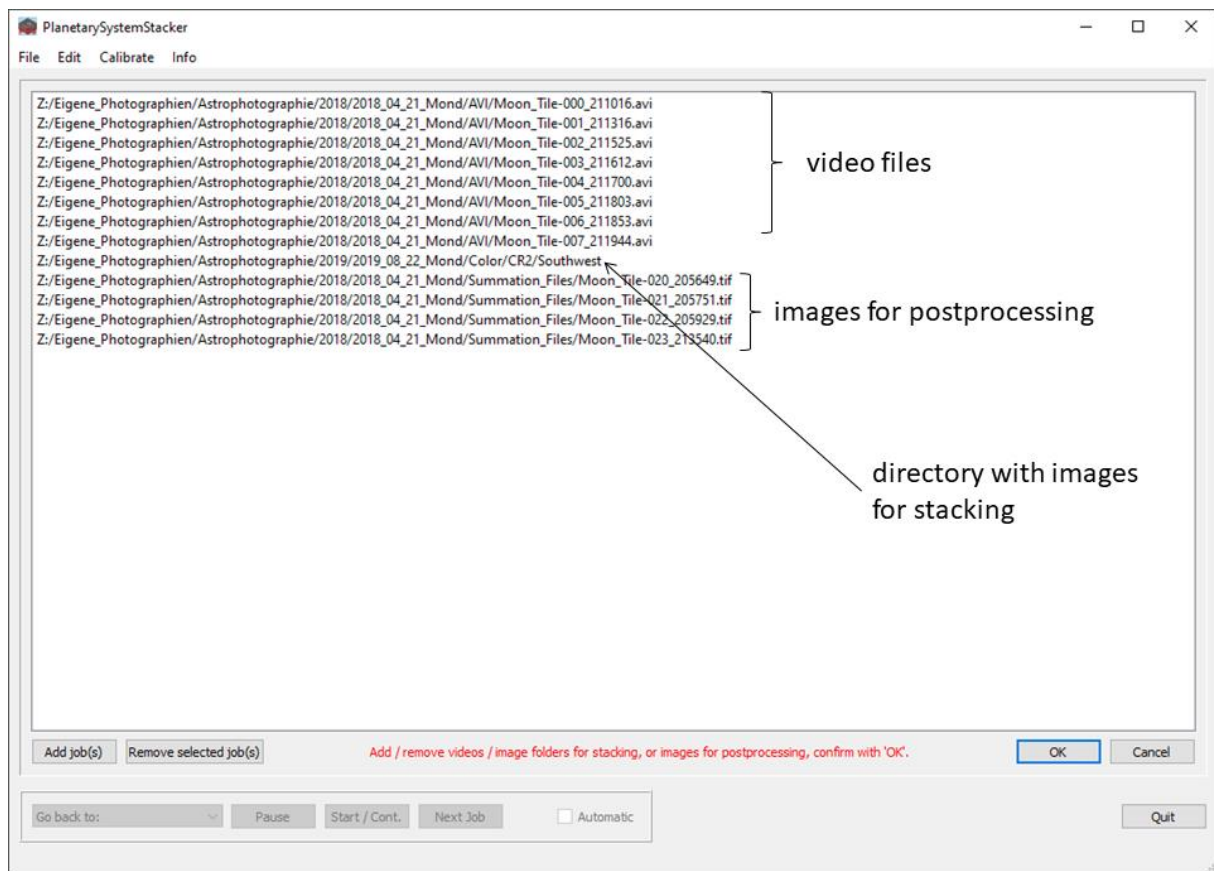 PlanetarySystemStacker
File Edit Calibrate Info
Z:/Eigene_Photographien/Astrophotographie/2018/2018_04_21_Mond/AVI/Moon_Tile-000_211016.avi
Z:/Eigene_Photographien/Astrophotographie/2018/2018_04_21_Mond/AVI/Moon_Tile-001_211316.avi
Z:/Eigene_Photographien/Astrophotographie/2018/2018_04_21_Mond/AVI/Moon_Tile-002_211525.avi
Z:/Eigene_Photographien/Astrophotographie/2018/2018_04_21_Mond/AVI/Moon_Tile-003_211612.avi
Z:/Eigene_Photographien/Astrophotographie/2018/2018_04_21_Mond/AVI/Moon_Tile-004_211700.avi
Z:/Eigene_Photographien/Astrophotographie/2018/2018_04_21_Mond/AVI/Moon_Tile-005_211803.avi
Z:/Eigene_Photographien/Astrophotographie/2018/2018_04_21_Mond/AVI/Moon_Tile-006_211853.avi
Z:/Eigene_Photographien/Astrophotographie/2018/2018_04_21_Mond/AVI/Moon_Tile-007_211944.avi
Z:/Eigene_Photographien/Astrophotographie/2019/2019_08_22_Mond/Color/CR2/Southwest
Z:/Eigene_Photographien/Astrophotographie/2018/2018_04_21_Mond/Summation_Files/Moon_Tile-020_205649.tif
Z:/Eigene_Photographien/Astrophotographie/2018/2018_04_21_Mond/Summation_Files/Moon_Tile-021_205751.tif
Z:/Eigene_Photographien/Astrophotographie/2018/2018_04_21_Mond/Summation_Files/Moon_Tile-022_205929.tif
Z:/Eigene_Photographien/Astrophotographie/2018/2018_04_21_Mond/Summation_Files/Moon_Tile-023_213540.tif
video files
images for postprocessing
directory with images
for stacking
Add job(s) Remove selected job(s) Add / remove videos / image folders for stacking, or images for postprocessing, confirm with 'OK'. OK Cancel
Go back to: Pause Start / Cont. Next Job Automatic Quit